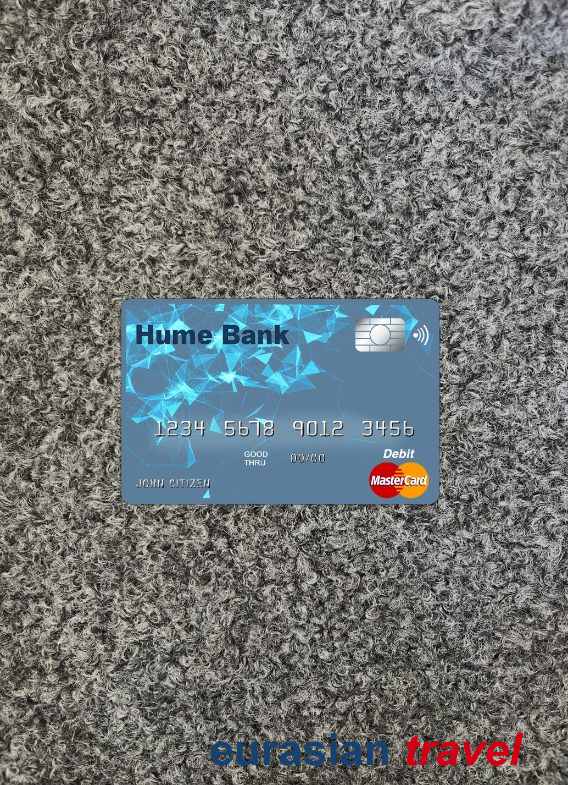 Hume Bank
1234 5678 9012 3456
GOOD
THRU
Debit
JOHN CITIZEN
MasterCard
eurasian travel